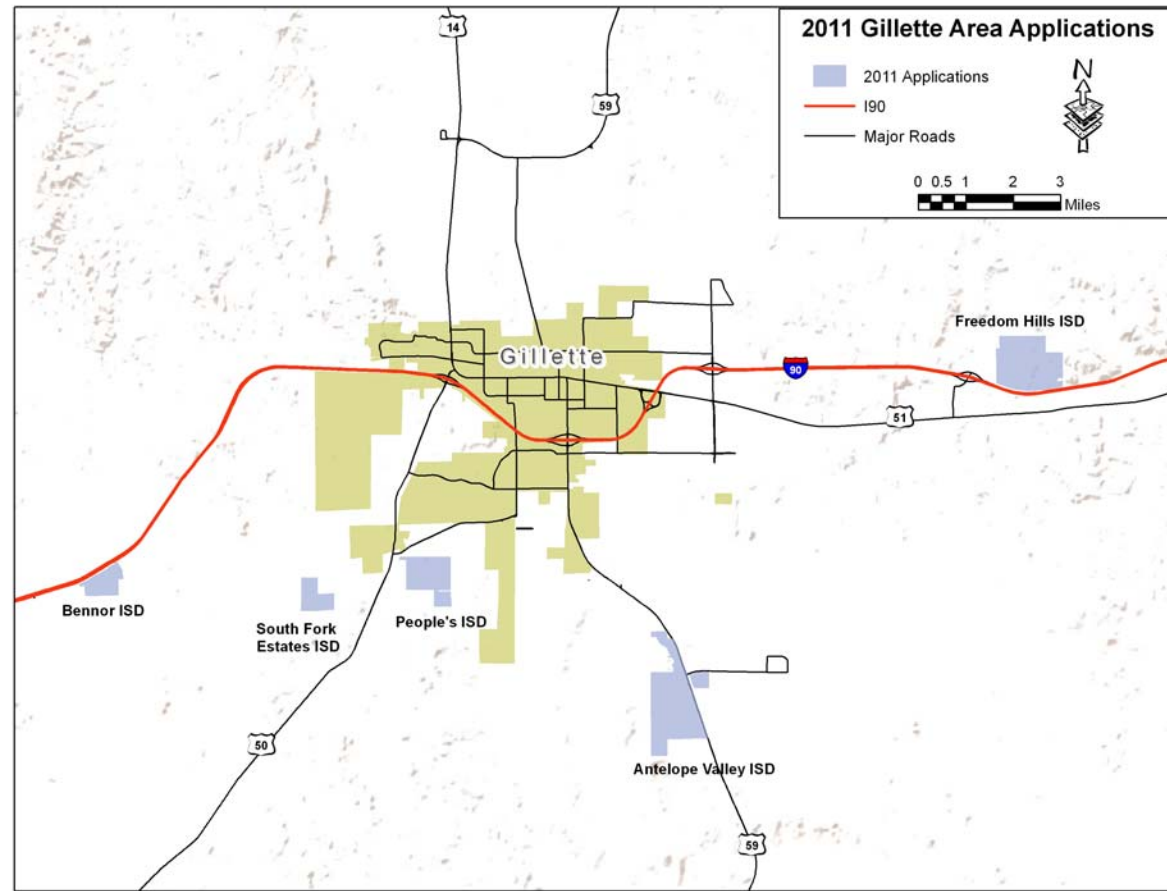 2011 Gillette Area Applications
2011 Applications
I90
Major Roads
N
0 0.5 1 2 3
Miles
14
59
Freedom Hills ISD
Gillette
90
51
Bennor ISD
South Fork
Estates ISD
People's ISD
50
Antelope Valley ISD
59